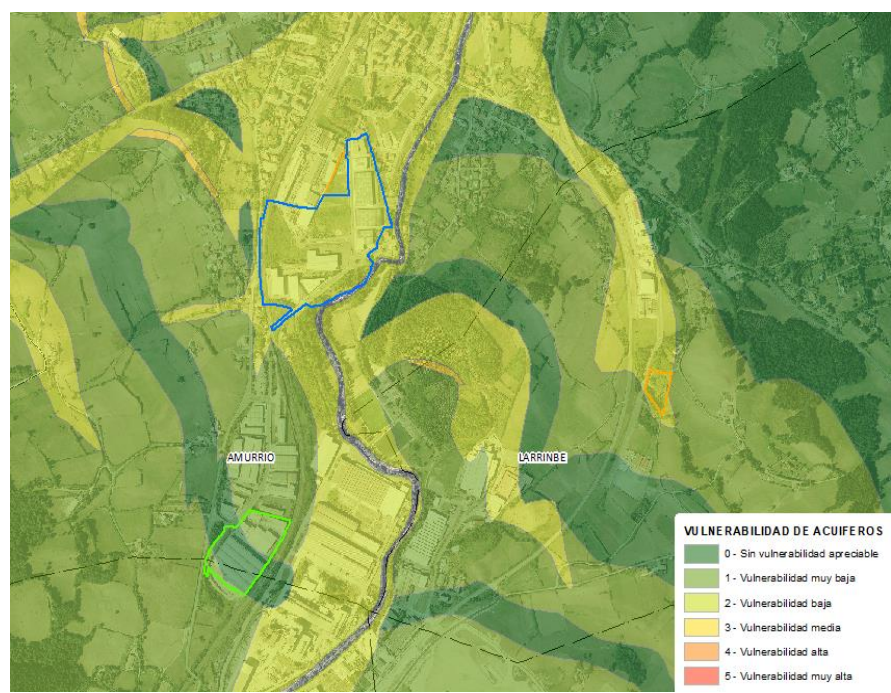 AMURRIO
LARRINBE
VULNERABILIDAD DE ACUIFEROS
0 - Sin vulnerabilidad apreciable
1 - Vulnerabilidad muy baja
2 - Vulnerabilidad baja
3 - Vulnerabilidad media
4 - Vulnerabilidad alta
5 - Vulnerabilidad muy alta